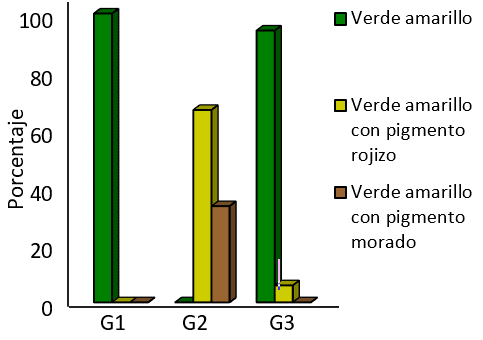 Porcentaje
100
80
60
40
20
0
G1 G2 G3
Verde amarillo
Verde amarillo
con pigmento
rojizo
Verde amarillo
con pigmento
morado